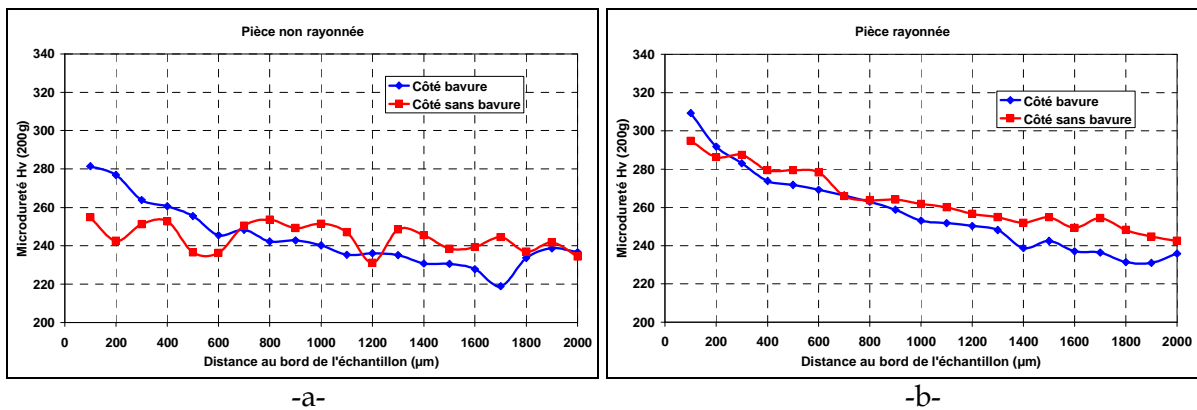 Pièce non rayonnée
Microdureté Hv (200g)
340
320
300
280
260
240
220
200
Côté bavure
Côté sans bavure
0 200 400 600 800 1000 1200 1400 1600 1800 2000
Distance au bord de l'échantillon (µm)
-a-
Pièce rayonnée
Microdureté Hv (200g)
340
320
300
280
260
240
220
200
Côté bavure
Côté sans bavure
0 200 400 600 800 1000 1200 1400 1600 1800 2000
Distance au bord de l'échantillon (µm)
-b-